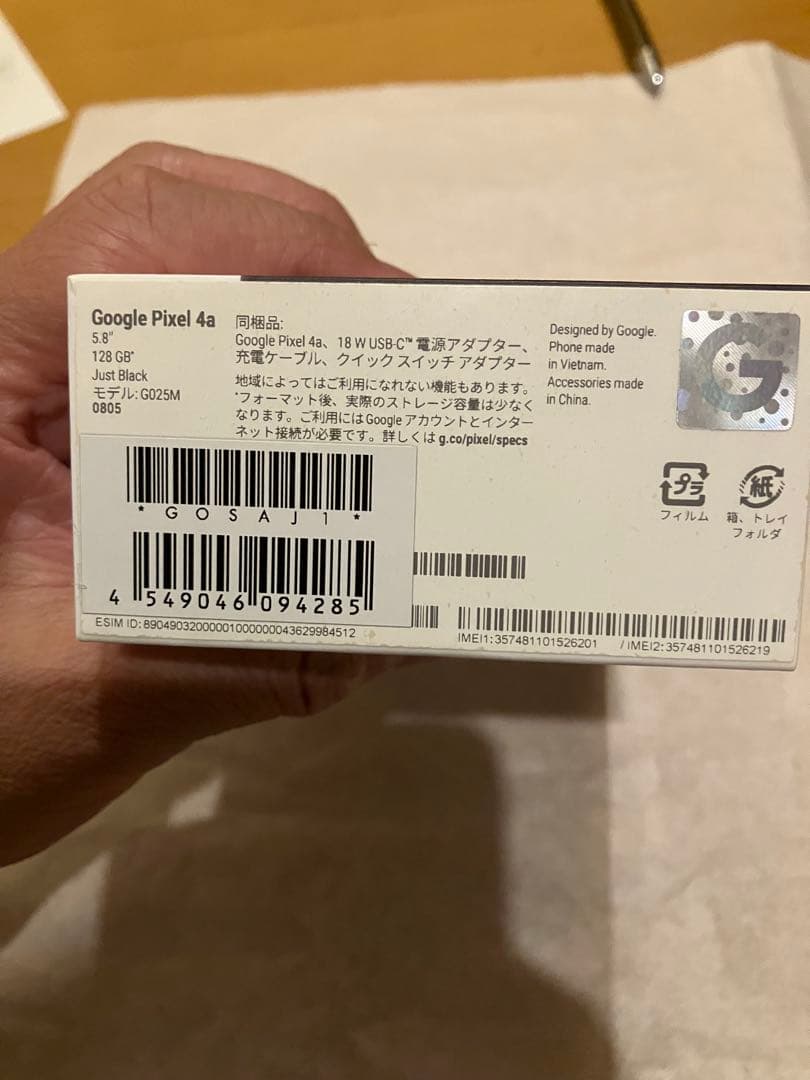 Google Pixel 4a
5.8"
128 GB*
Just Black
モデル: G025M
0805
同梱品:
Google Pixel 4a、18 W USB-C™ 電源アダプター、
充電ケーブル、クイック スイッチ アダプター
地域によってはご利用になれない機能もあります。
*フォーマット後、実際のストレージ容量は少なく
なります。ご利用には Google アカウントとインター
ネット接続が必要です。詳しくは g.co/pixel/specs
Designed by Google.
Phone made
in Vietnam.
Accessories made
in China.
G
プラ
フィルム
紙
箱、トレイ
フォルダ
* G O S A J 1 *
4 549046 094285
ESIM ID: 89049032000001000000043629984512
IMEI1: 357481101526201 / IMEI2: 357481101526219